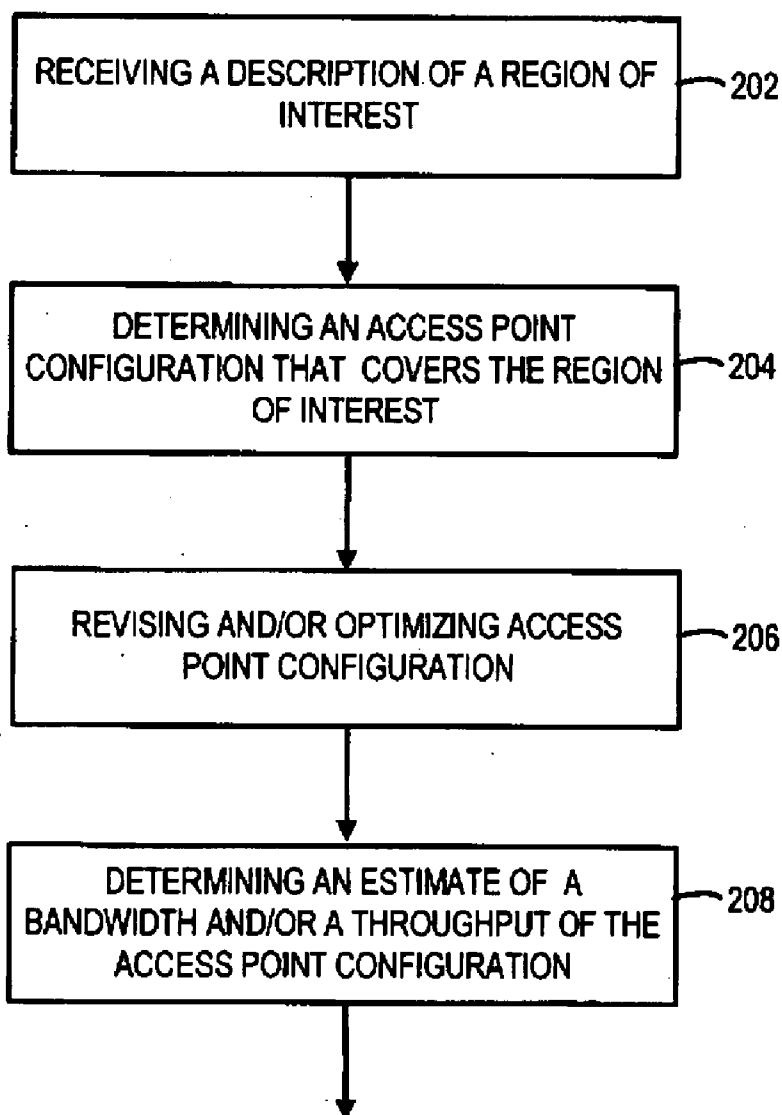 RECEIVING A DESCRIPTION OF A REGION OF
INTEREST
202
DETERMINING AN ACCESS POINT
CONFIGURATION THAT COVERS THE REGION
OF INTEREST
204
REVISING AND/OR OPTIMIZING ACCESS
POINT CONFIGURATION
206
DETERMINING AN ESTIMATE OF A
BANDWIDTH AND/OR A THROUGHPUT OF THE
ACCESS POINT CONFIGURATION
208